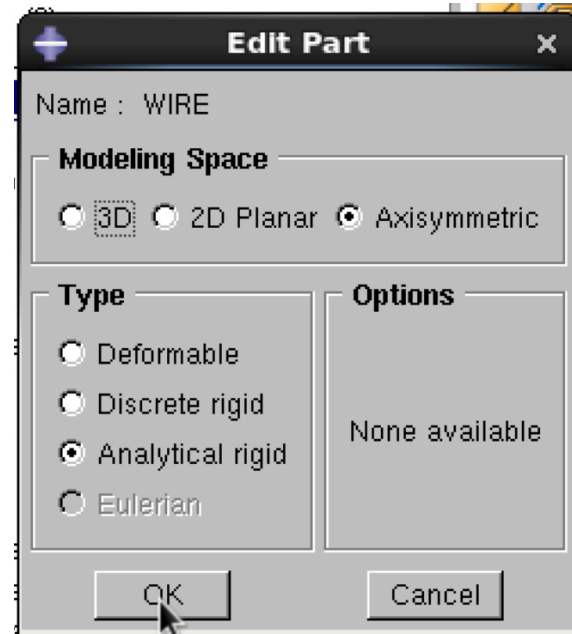 Edit Part
Name : WIRE
Modeling Space
3D 2D Planar Axisymmetric
Type
Deformable
Discrete rigid
Analytical rigid
Eulerian
Options
None available
OK Cancel